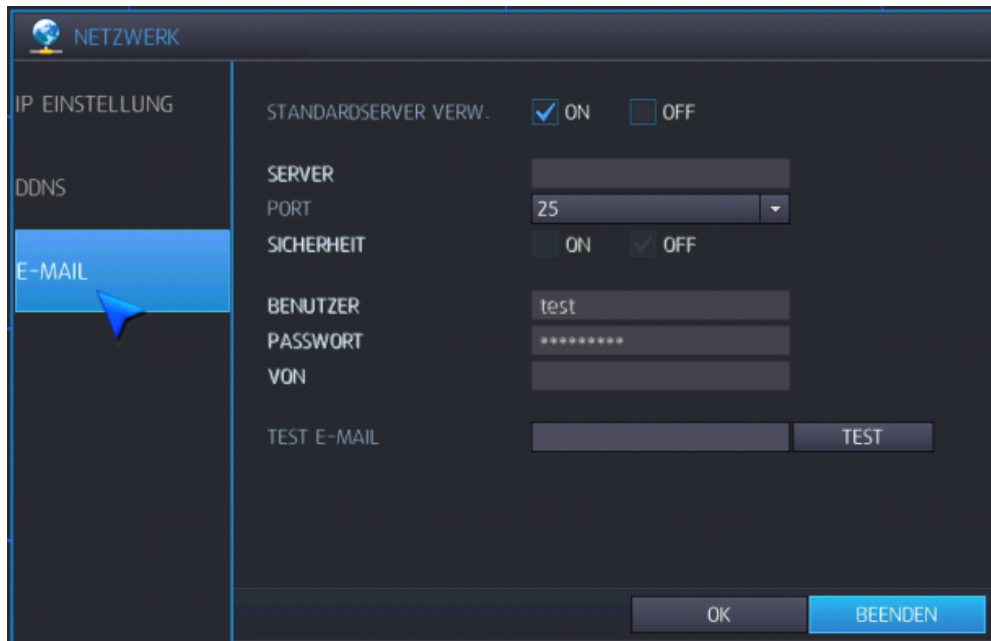 NETZWERK
IP EINSTELLUNG
DDNS
E-MAIL
STANDARDSERVER VERW. ON OFF
SERVER
PORT 25
SICHERHEIT ON OFF
BENUTZER test
PASSWORT *********
VON
TEST E-MAIL TEST
OK BEENDEN